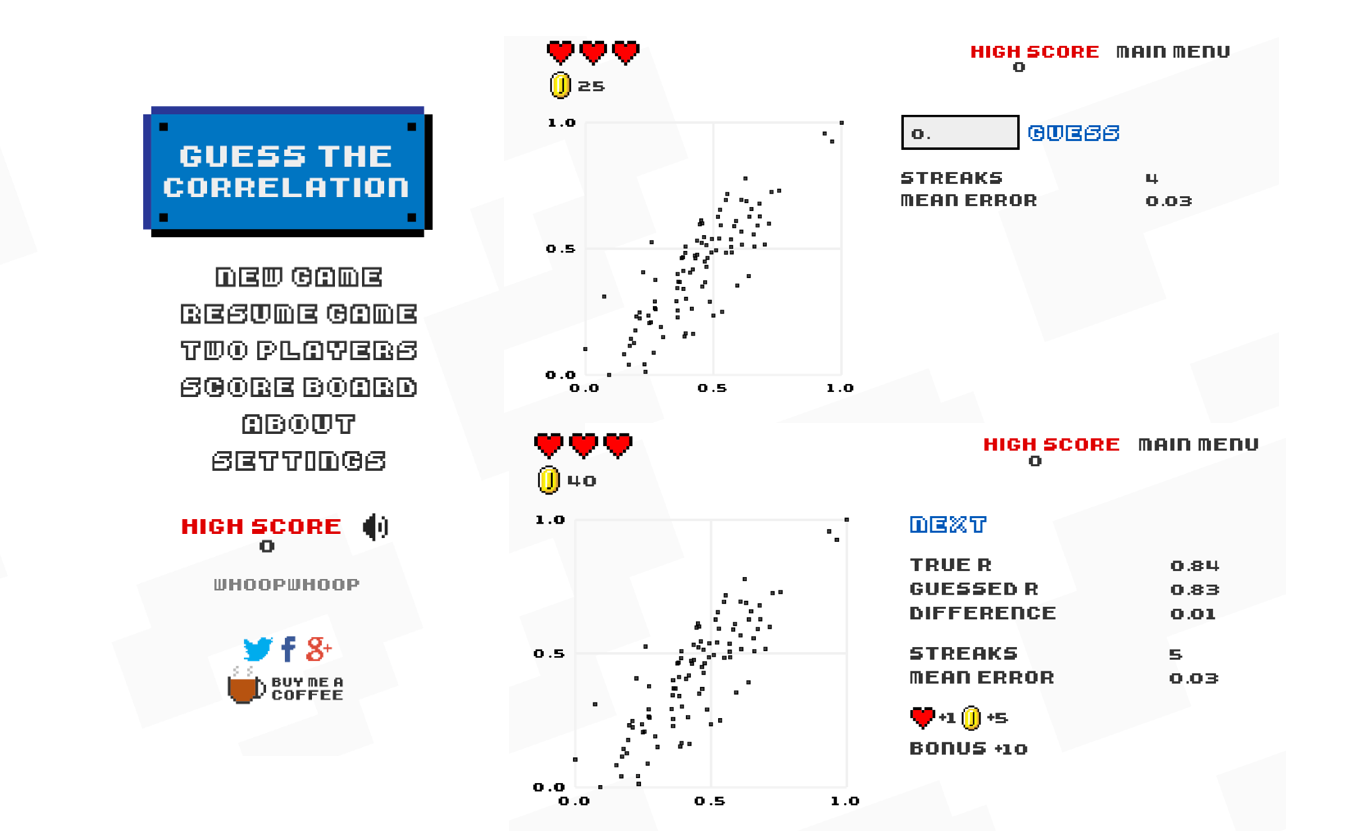 GUESS THE
CORRELATION
NEW GAME
RESUME GAME
TWO PLAYERS
SCORE BOARD
ABOUT
SETTINGS
HIGH SCORE
0
WHOOPWHOOP
f g+
BUY ME A
COFFEE
25
HIGH SCORE MAIN MENU
0
1.0
0.5
0.0
0.0 0.5 1.0
0. GUESS
STREAKS 4
MEAN ERROR 0.03
40
HIGH SCORE MAIN MENU
0
1.0
0.5
0.0
0.0 0.5 1.0
NEXT
TRUE R 0.84
GUESSED R 0.83
DIFFERENCE 0.01
STREAKS 5
MEAN ERROR 0.03
+1 +5
BONUS +10